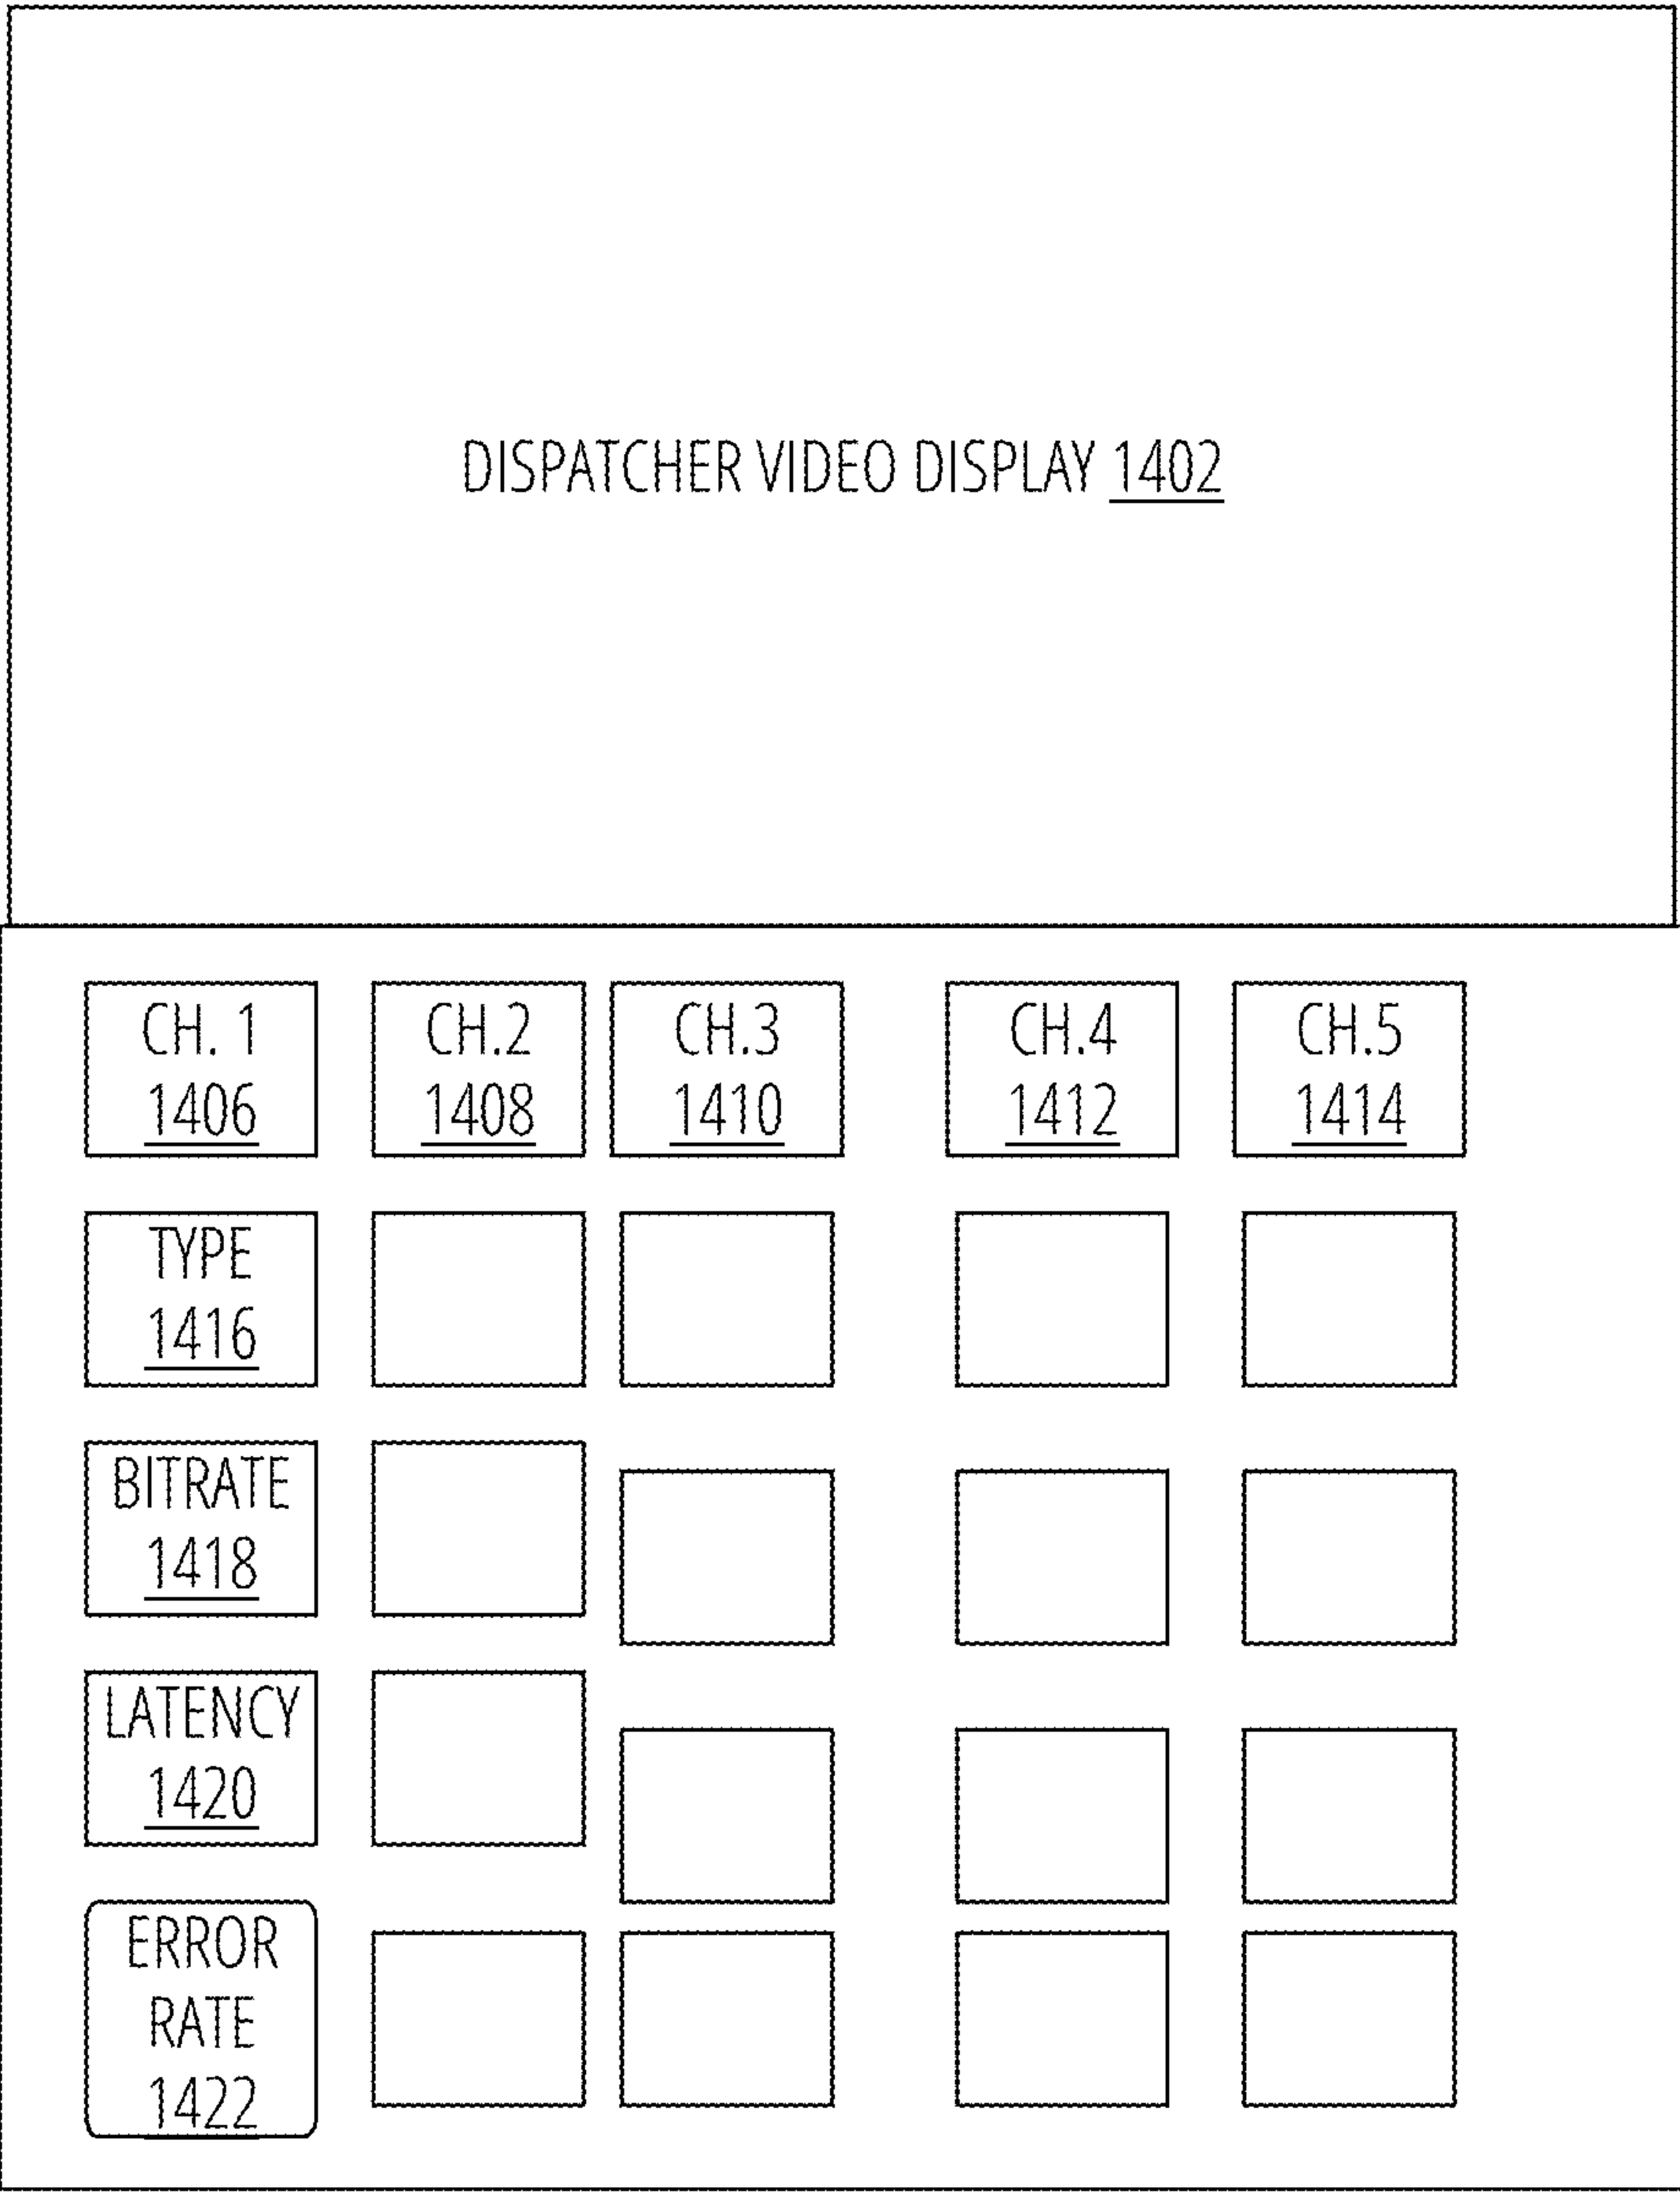 DISPATCHER VIDEO DISPLAY 1402
CH. 1 CH.2 CH.3 CH.4 CH.5
1406 1408 1410 1412 1414
TYPE
1416
BITRATE
1418
LATENCY
1420
ERROR
RATE
1422